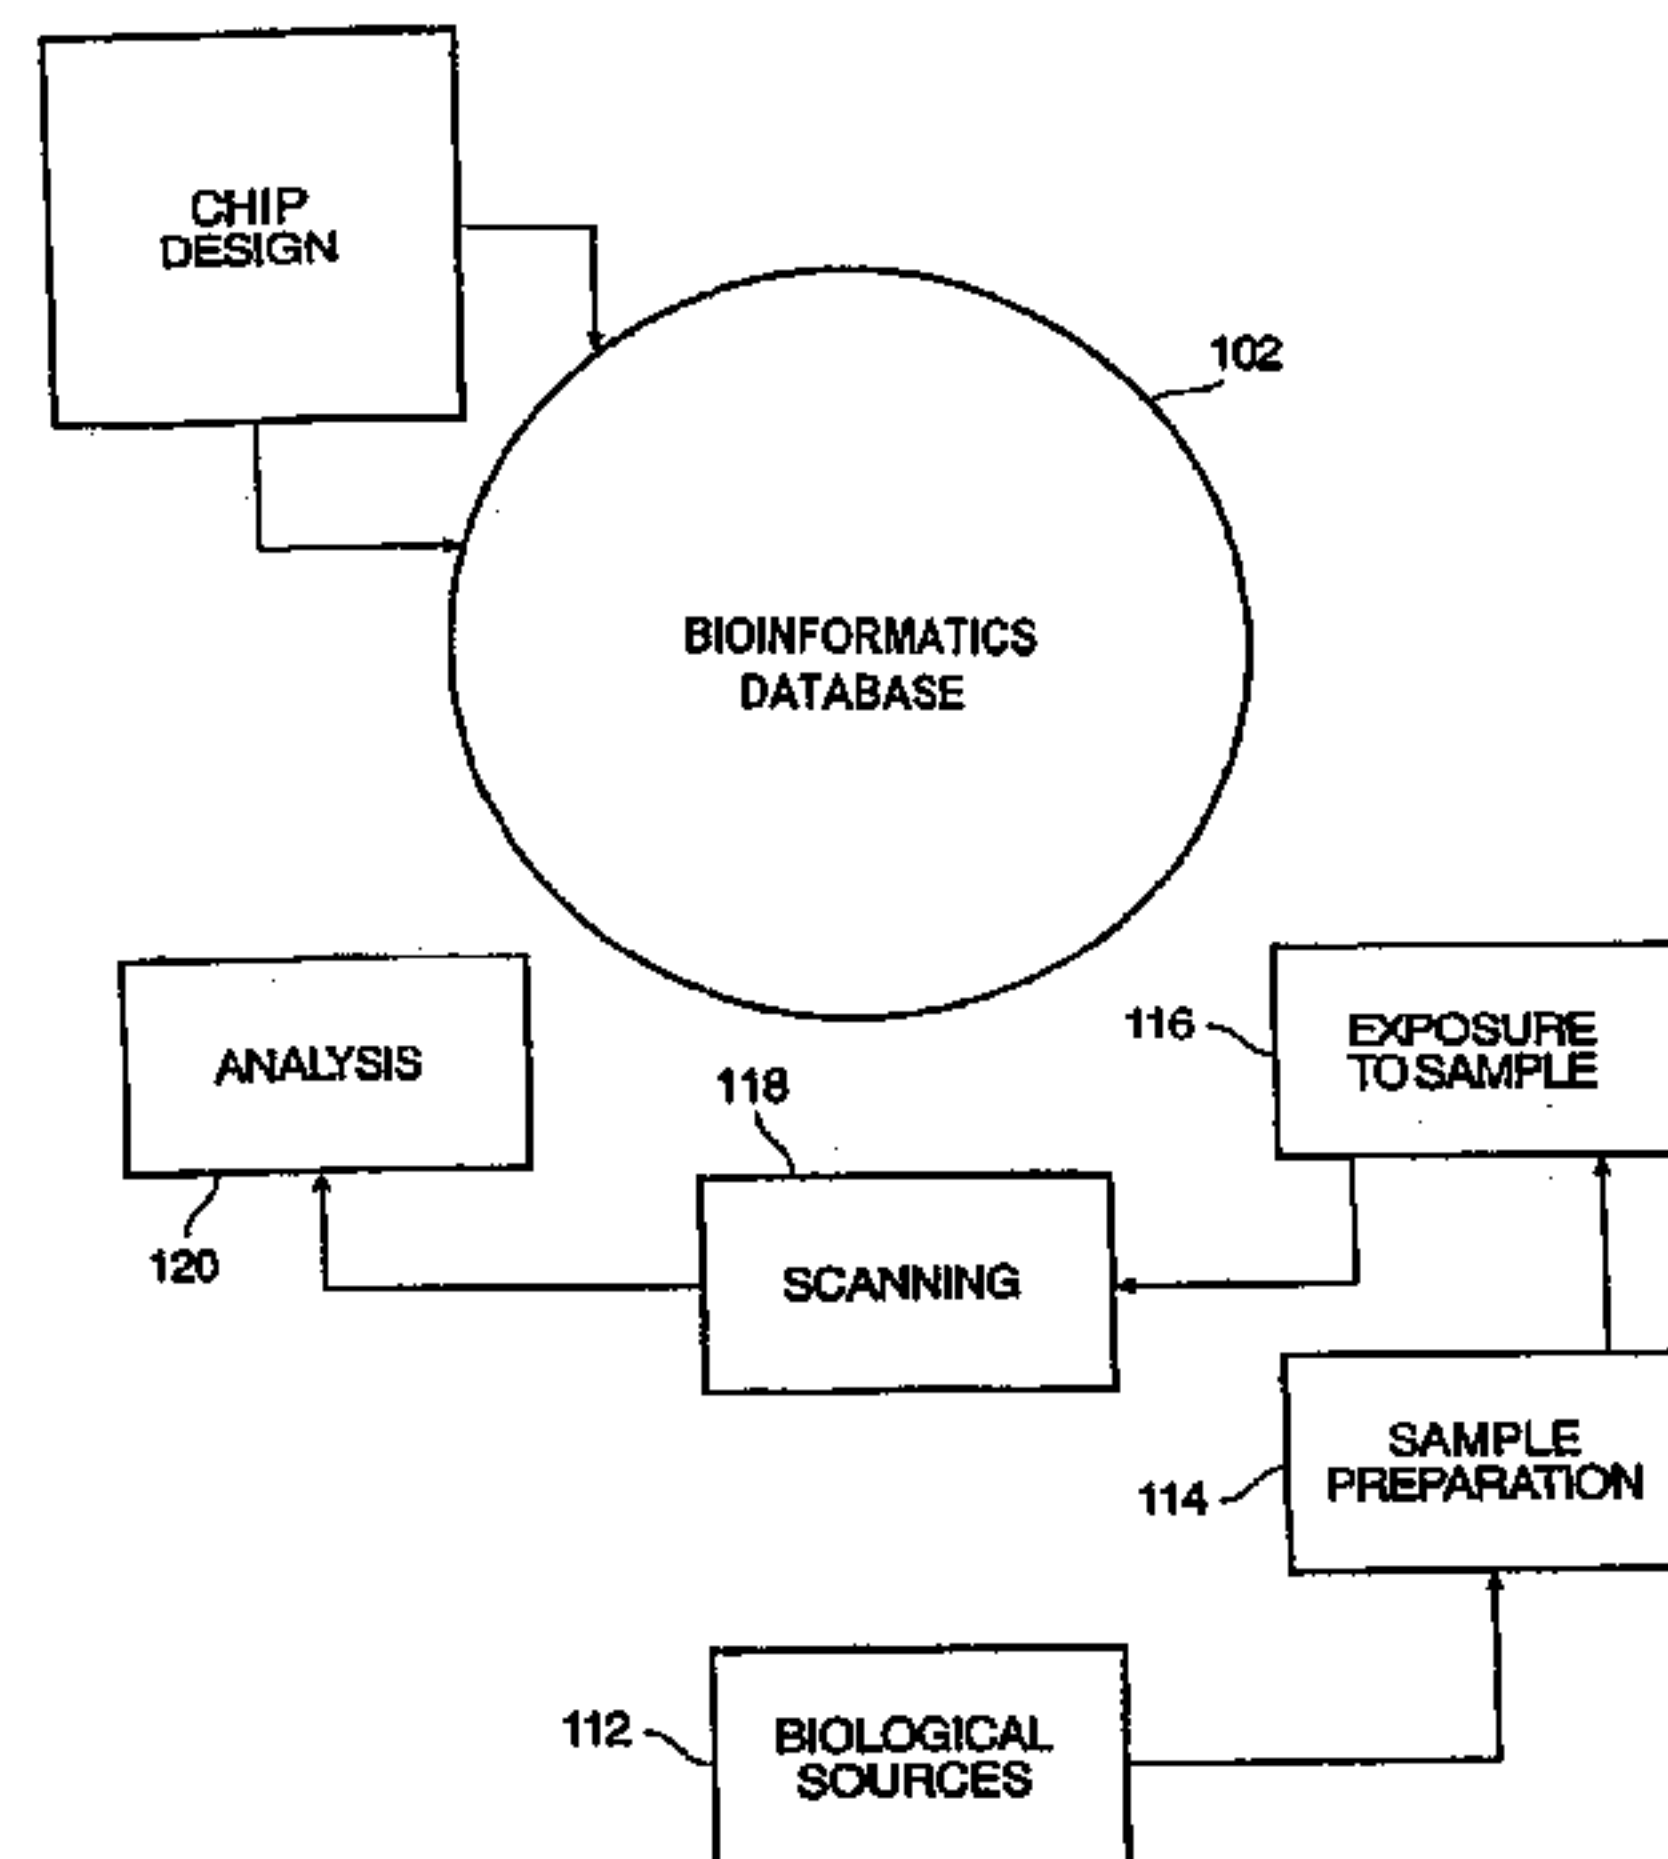 CHIP
DESIGN
102
BIOINFORMATICS
DATABASE
116
EXPOSURE
TO SAMPLE
ANALYSIS
118
120
SCANNING
114
SAMPLE
PREPARATION
112
BIOLOGICAL
SOURCES